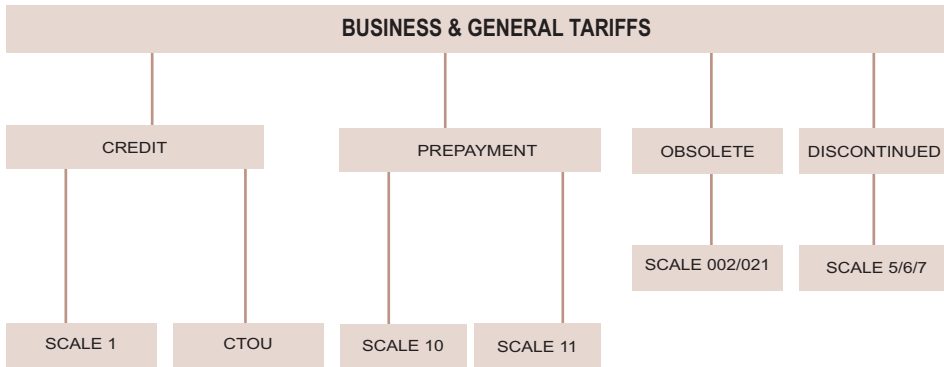 BUSINESS & GENERAL TARIFFS
CREDIT
PREPAYMENT
OBSOLETE
DISCONTINUED
SCALE 002/021
SCALE 5/6/7
SCALE 1
CTOU
SCALE 10
SCALE 11